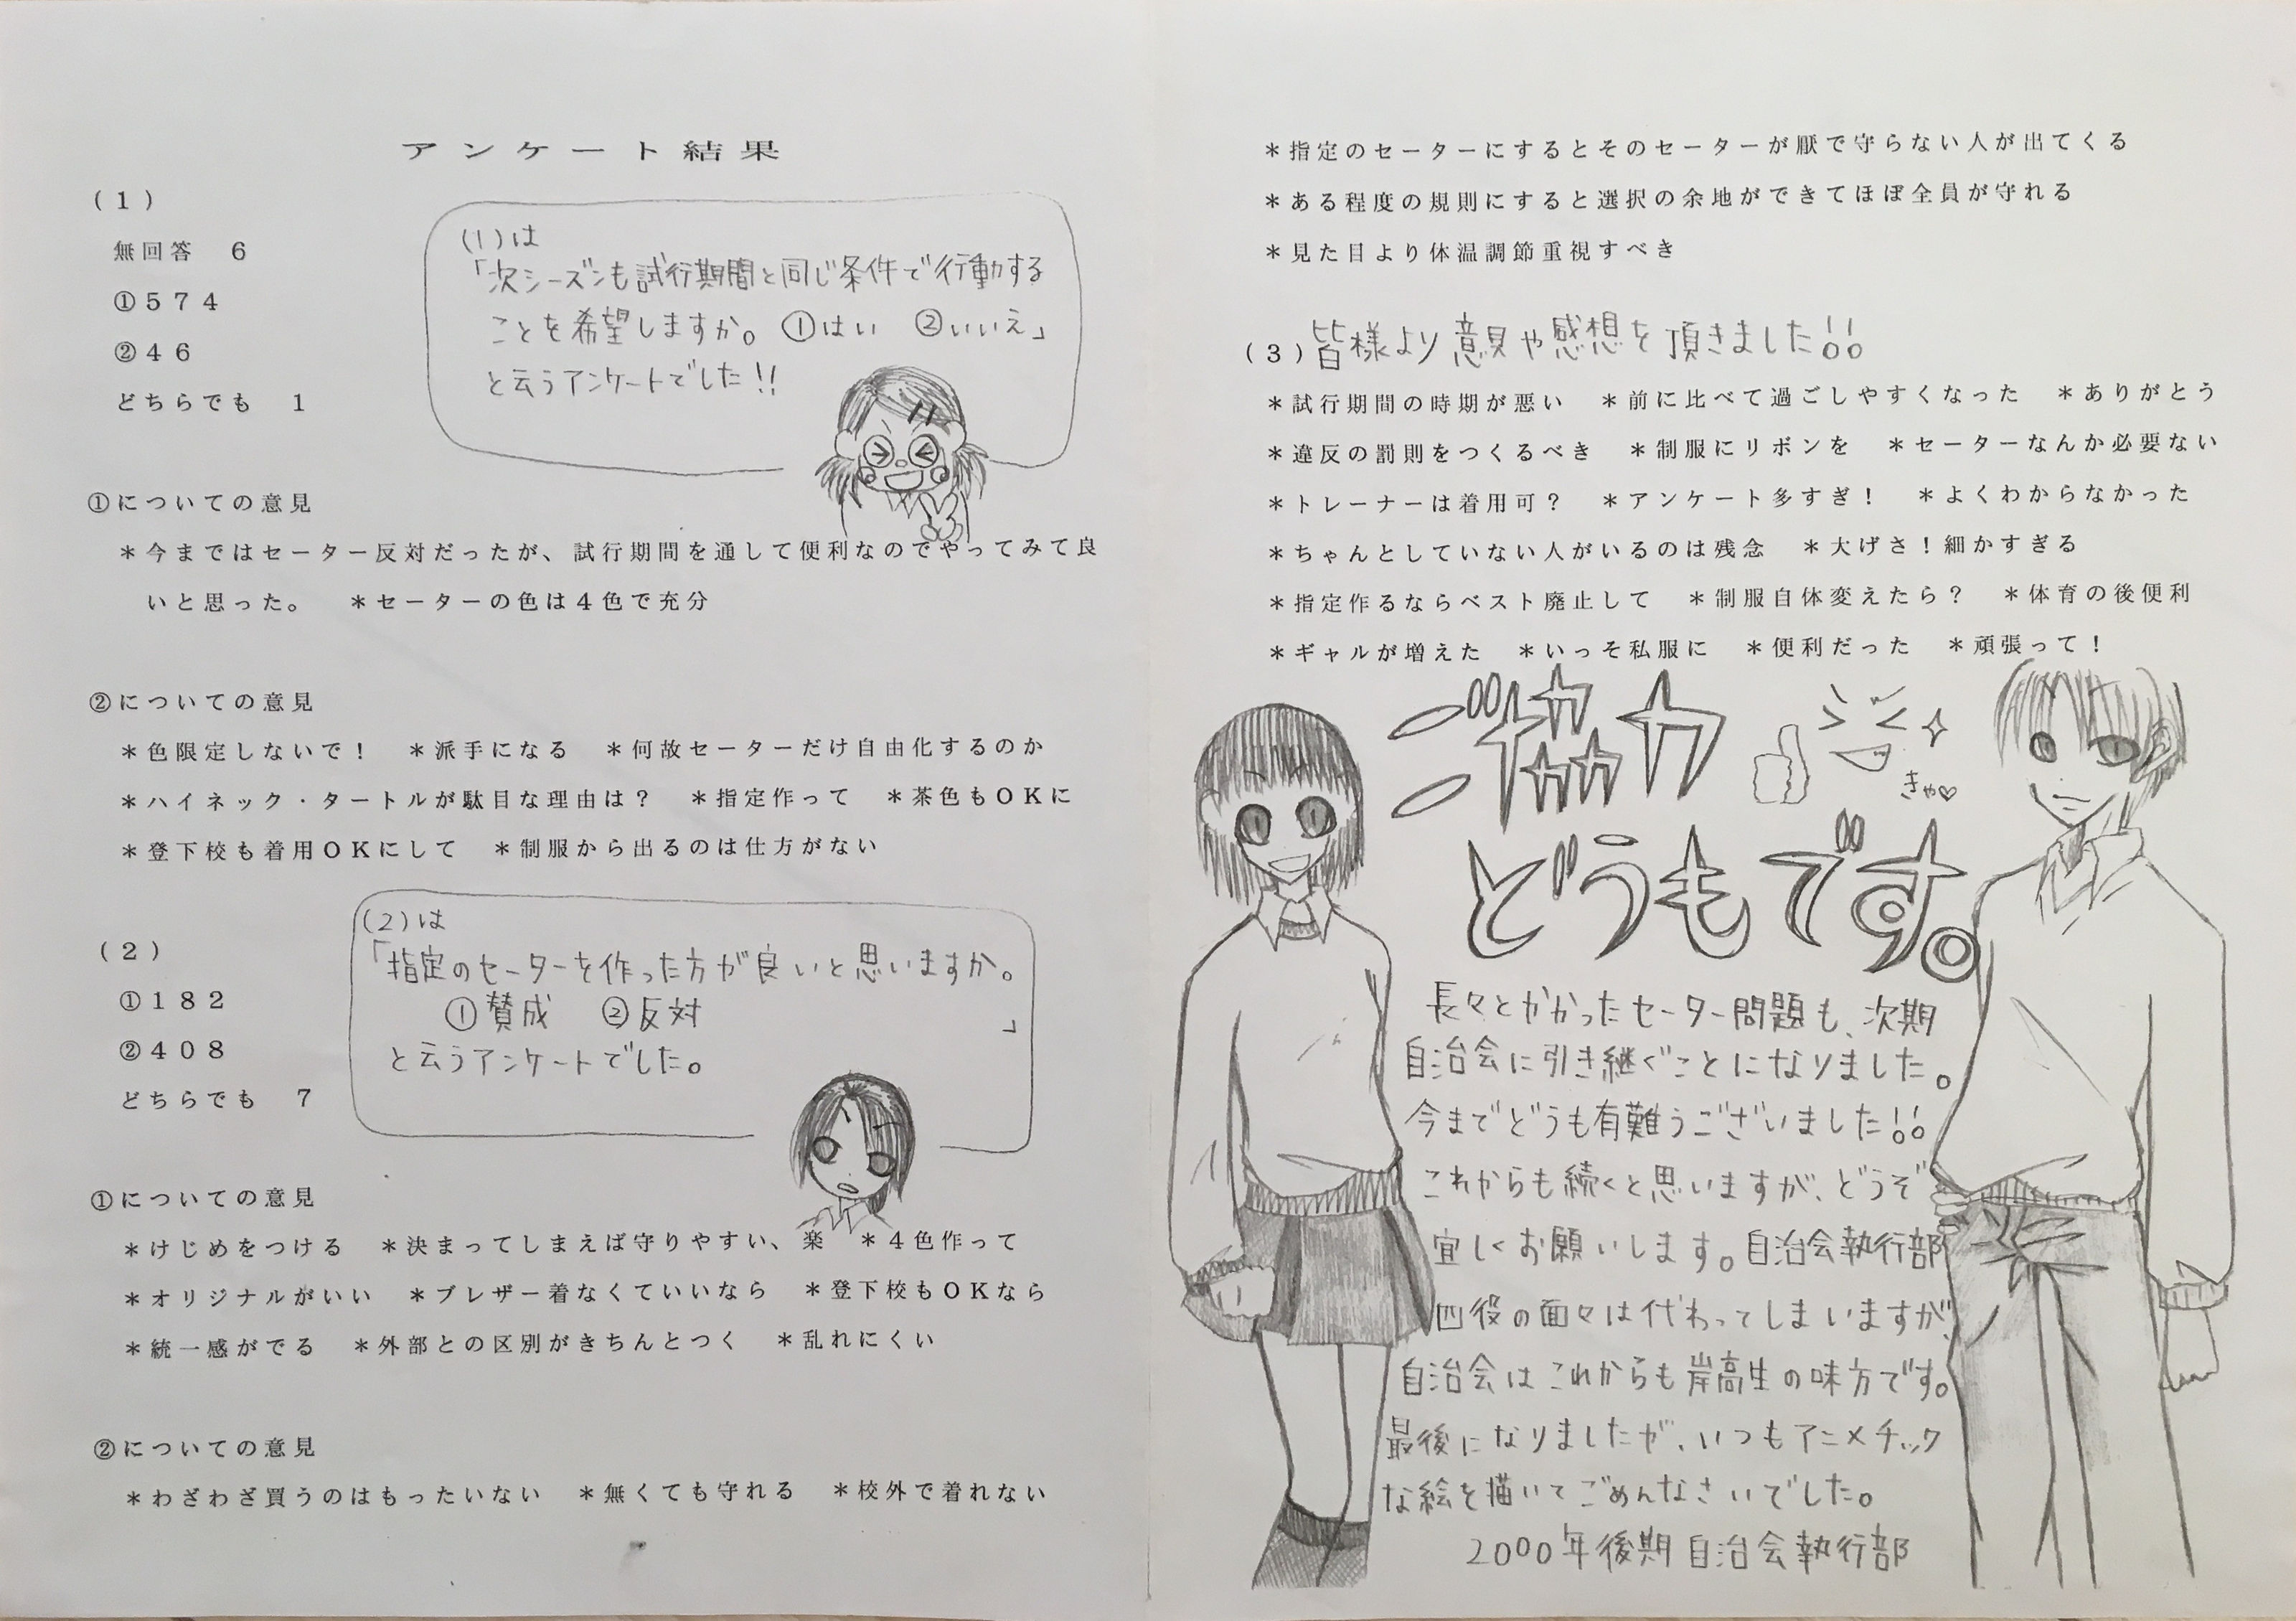 アンケート結果
(1)
無回答　6
①574
②46
どちらでも　1
(1)は
「次シーズンも試行期間と同じ条件で行動する
ことを希望しますか。①はい　②いいえ」
と云うアンケートでした!!
①についての意見
＊今まではセーター反対だったが、試行期間を通して便利なのでやってみて良
いと思った。　＊セーターの色は4色で充分
②についての意見
＊色限定しないで！　＊派手になる　＊何故セーターだけ自由化するのか
＊ハイネック・タートルが駄目な理由は？　＊指定作って　＊茶色もOKに
＊登下校も着用OKにして　＊制服から出るのは仕方がない
(2)
①182
②408
どちらでも　7
(2)は
「指定のセーターを作った方が良いと思いますか。
①賛成　②反対　」
と云うアンケートでした。
①についての意見
＊けじめをつける　＊決まってしまえば守りやすい、楽　＊4色作って
＊オリジナルがいい　＊ブレザー着なくていいなら　＊登下校もOKなら
＊統一感がでる　＊外部との区別がきちんとつく　＊乱れにくい
②についての意見
＊わざわざ買うのはもったいない　＊無くても守れる　＊校外で着れない
＊指定のセーターにするとそのセーターが厭で守らない人が出てくる
＊ある程度の規則にすると選択の余地ができてほぼ全員が守れる
＊見た目より体温調節重視すべき
(3)皆様より意見や感想を頂きました!!
＊試行期間の時期が悪い　＊前に比べて過ごしやすくなった　＊ありがとう
＊違反の罰則をつくるべき　＊制服にリボンを　＊セーターなんか必要ない
＊トレーナーは着用可？　＊アンケート多すぎ！　＊よくわからなかった
＊ちゃんとしていない人がいるのは残念　＊大げさ！細かすぎる
＊指定作るならベスト廃止して　＊制服自体変えたら？　＊体育の後便利
＊ギャルが増えた　＊いっそ私服に　＊便利だった　＊頑張って！
ご協力
きゃ♡
どうもです。
長々とかかったセーター問題も、次期
自治会に引き継ぐことになりました。
今までどうも有難うございました!!
これからも続くと思いますが、どうぞ
宜しくお願いします。自治会執行部
四役の面々は代わってしまいますが、
自治会はこれからも岸高生の味方です。
最後になりましたが、いつもアニメチック
な絵を描いてごめんなさいでした。
2000年後期自治会執行部